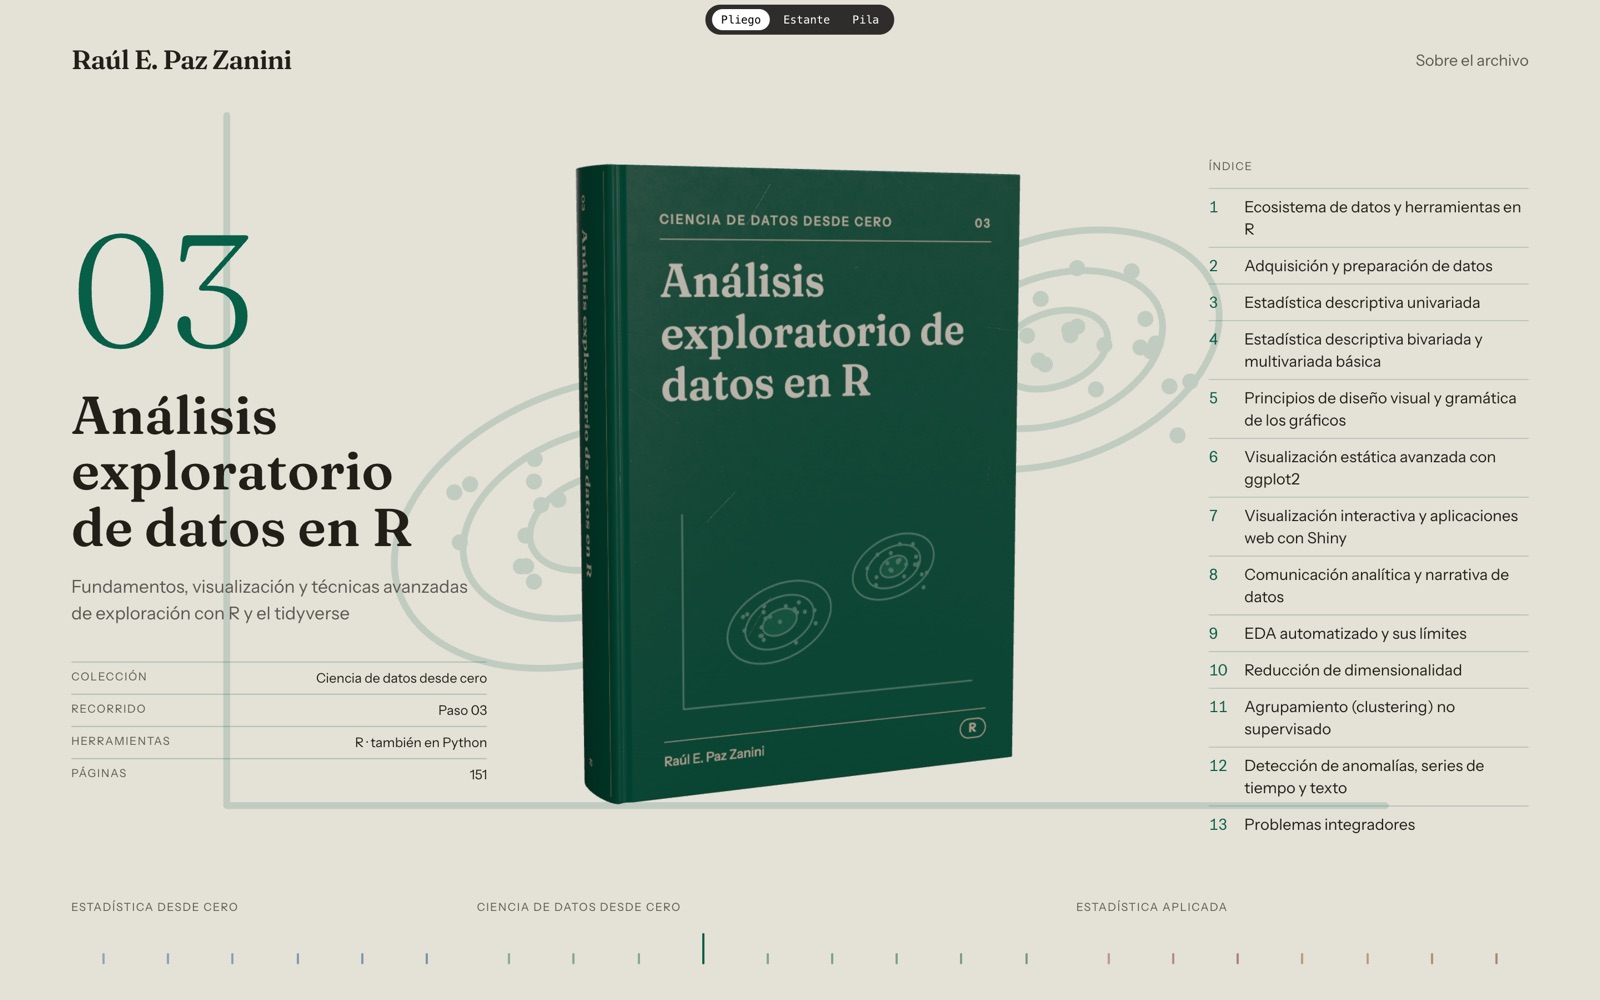 Pliego Estante Pila
Raúl E. Paz Zanini
Sobre el archivo
03
Análisis
exploratorio
de datos en R
Fundamentos, visualización y técnicas avanzadas
de exploración con R y el tidyverse
COLECCIÓN Ciencia de datos desde cero
RECORRIDO Paso 03
HERRAMIENTAS R · también en Python
PÁGINAS 151
03 Análisis exploratorio de datos en R
CIENCIA DE DATOS DESDE CERO 03
Análisis
exploratorio de
datos en R
R
Raúl E. Paz Zanini
ÍNDICE
1 Ecosistema de datos y herramientas en
R
2 Adquisición y preparación de datos
3 Estadística descriptiva univariada
4 Estadística descriptiva bivariada y
multivariada básica
5 Principios de diseño visual y gramática
de los gráficos
6 Visualización estática avanzada con
ggplot2
7 Visualización interactiva y aplicaciones
web con Shiny
8 Comunicación analítica y narrativa de
datos
9 EDA automatizado y sus límites
10 Reducción de dimensionalidad
11 Agrupamiento (clustering) no
supervisado
12 Detección de anomalías, series de
tiempo y texto
13 Problemas integradores
ESTADÍSTICA DESDE CERO
CIENCIA DE DATOS DESDE CERO
ESTADÍSTICA APLICADA